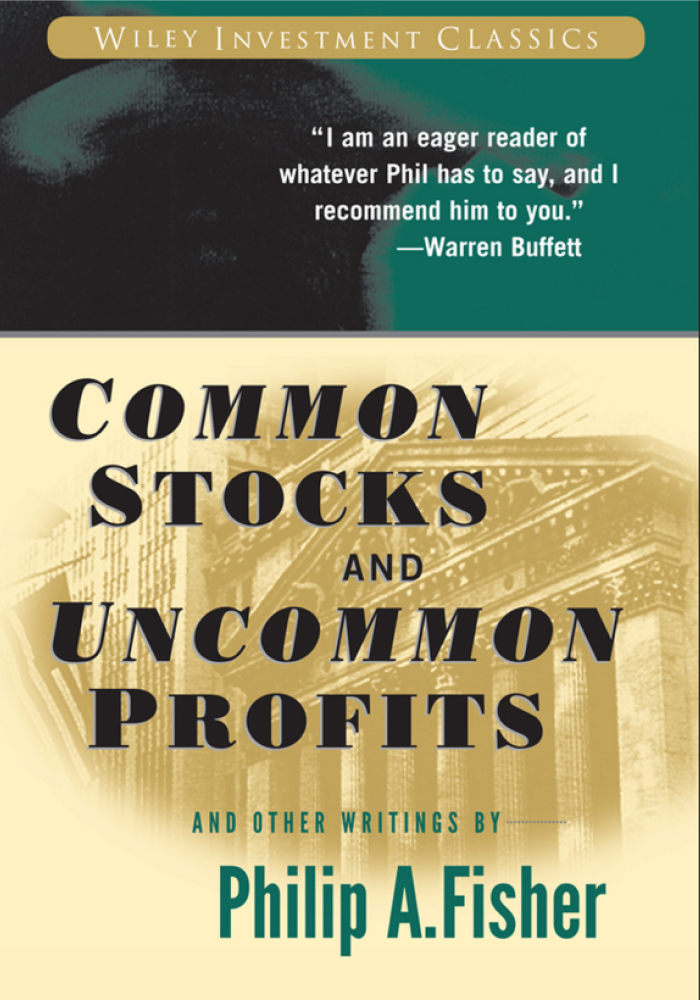 WILEY INVESTMENT CLASSICS
“I am an eager reader of
whatever Phil has to say, and I
recommend him to you.”
—Warren Buffett
COMMON
STOCKS
AND
UNCOMMON
PROFITS
AND OTHER WRITINGS BY
Philip A. Fisher